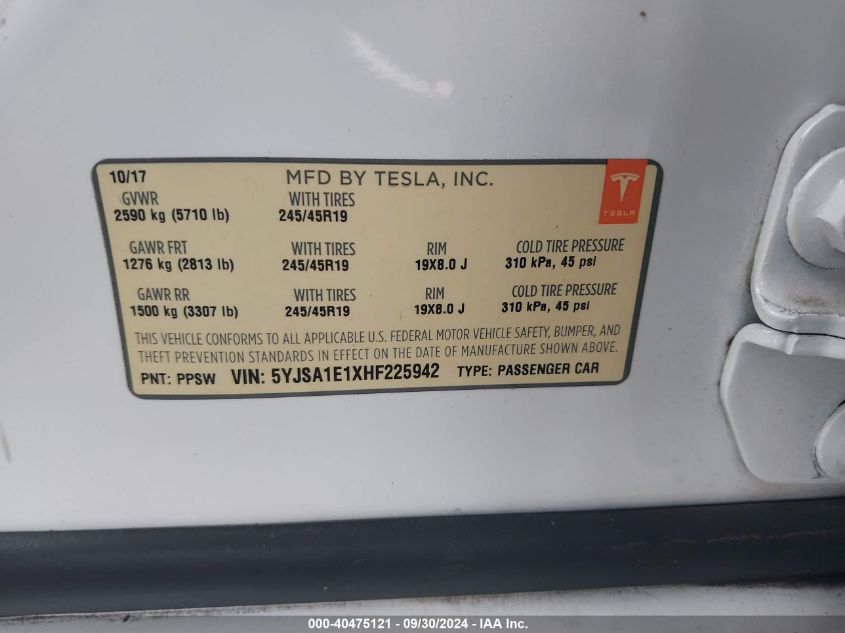 10/17 MFD BY TESLA, INC.
GVWR WITH TIRES
2590 kg (5710 lb) 245/45R19
TESLA
GAWR FRT WITH TIRES RIM COLD TIRE PRESSURE
1276 kg (2813 lb) 245/45R19 19X8.0 J 310 kPa, 45 psi
GAWR RR WITH TIRES RIM COLD TIRE PRESSURE
1500 kg (3307 lb) 245/45R19 19X8.0 J 310 kPa, 45 psi
THIS VEHICLE CONFORMS TO ALL APPLICABLE U.S. FEDERAL MOTOR VEHICLE SAFETY, BUMPER, AND
THEFT PREVENTION STANDARDS IN EFFECT ON THE DATE OF MANUFACTURE SHOWN ABOVE.
PNT: PPSW VIN: 5YJSA1E1XHF225942 TYPE: PASSENGER CAR
000-40475121 - 09/30/2024 - IAA Inc.